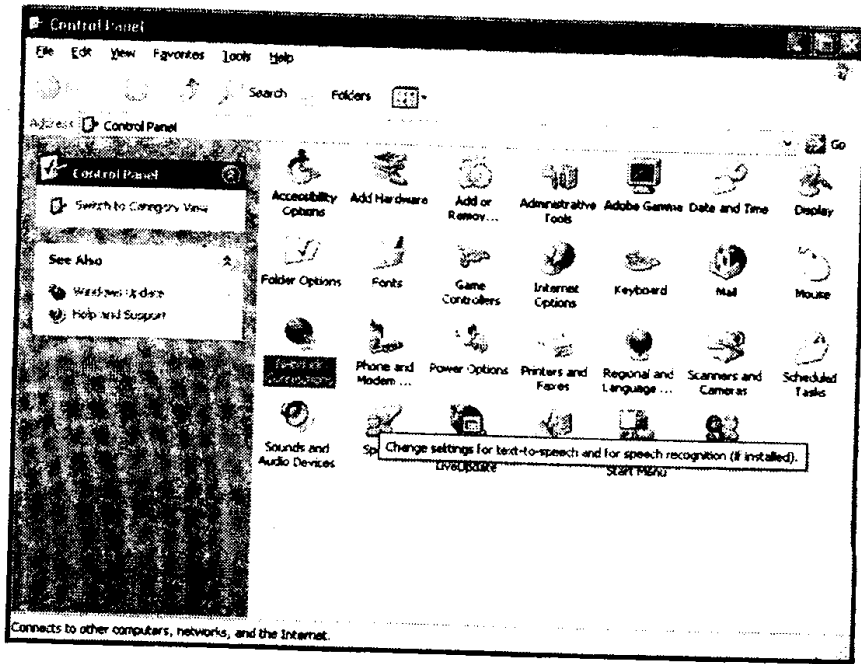 Control Panel
File Edit View Favorites Tools Help
Search Folders
Address Control Panel Go
Control Panel
Switch to Category View
See Also
Windows Update
Help and Support
Accessibility Options
Add Hardware
Add or Remov...
Administrative Tools
Adobe Gamma
Date and Time
Display
Folder Options
Fonts
Game Controllers
Internet Options
Keyboard
Mail
Mouse
Phone and Modem ...
Power Options
Printers and Faxes
Regional and Language ...
Scanners and Cameras
Scheduled Tasks
Sounds and Audio Devices
Change settings for text-to-speech and for speech recognition (if installed).
LiveUpdate
Start Menu
Connects to other computers, networks, and the Internet.